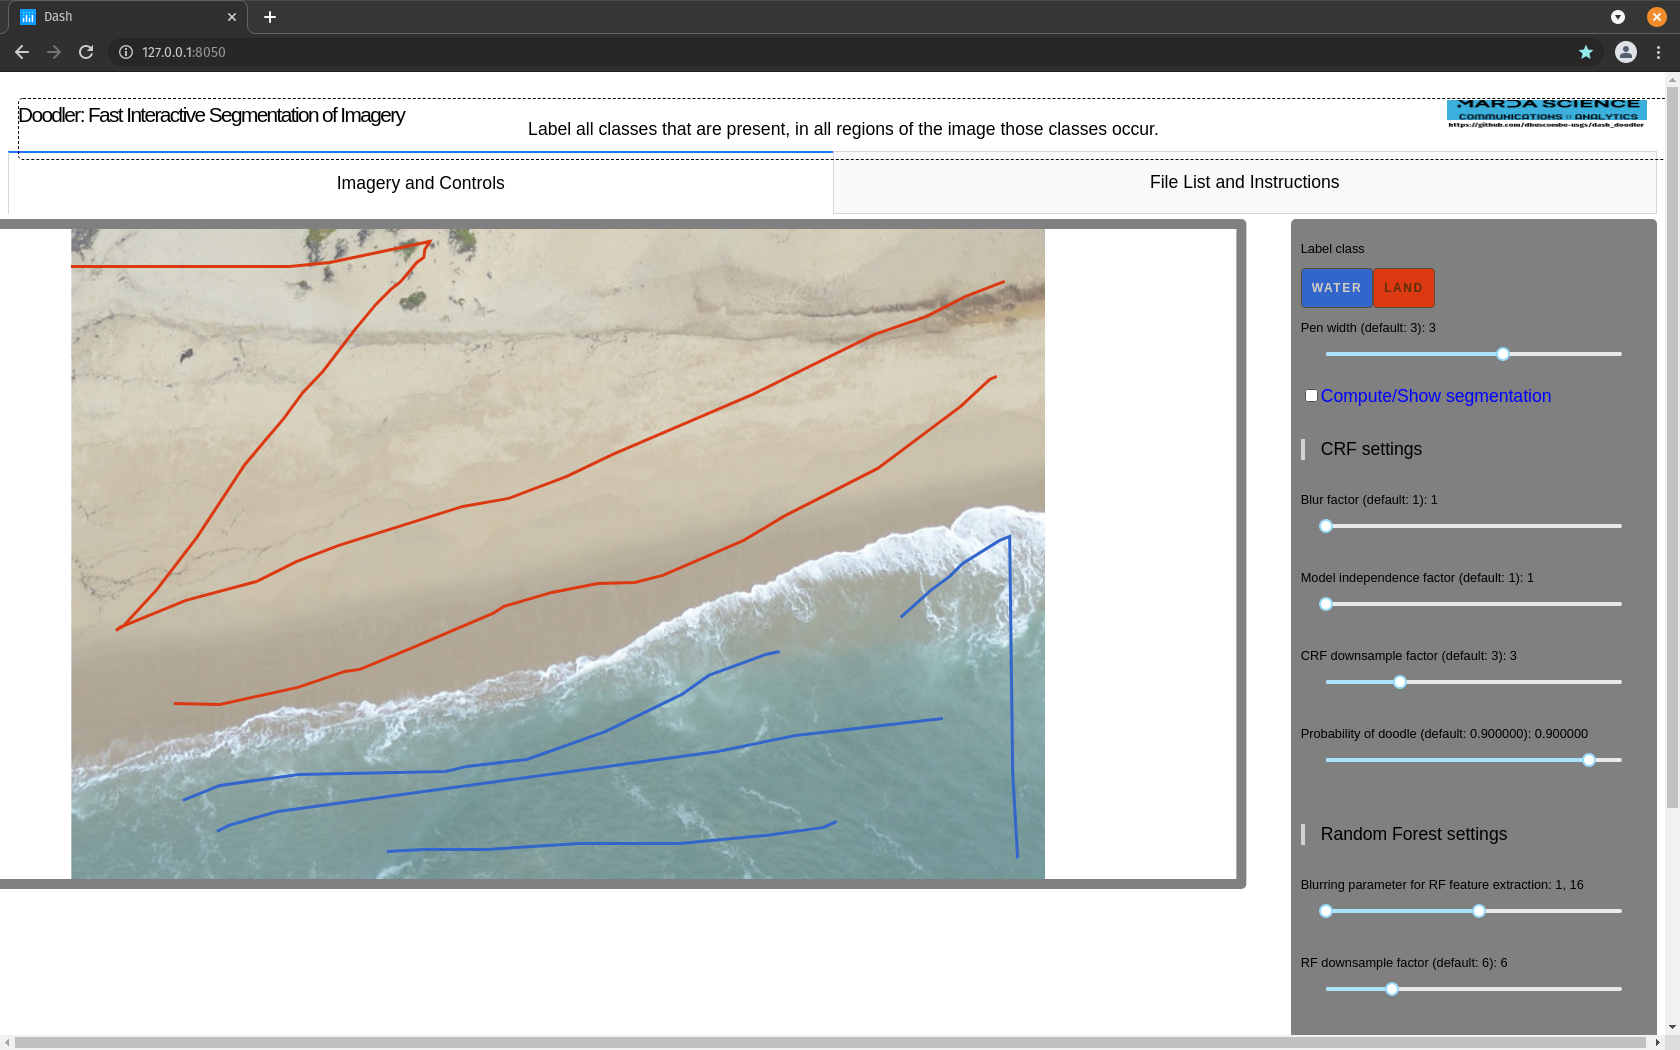 Dash
127.0.0.1:8050
Doodler: Fast Interactive Segmentation of Imagery
Label all classes that are present, in all regions of the image those classes occur.
MARDA SCIENCE
COMMUNICATIONS :: ANALYTICS
https://github.com/dbuscombe-usgs/dash_doodler
Imagery and Controls
File List and Instructions
Label class
WATER LAND
Pen width (default: 3): 3
Compute/Show segmentation
CRF settings
Blur factor (default: 1): 1
Model independence factor (default: 1): 1
CRF downsample factor (default: 3): 3
Probability of doodle (default: 0.900000): 0.900000
Random Forest settings
Blurring parameter for RF feature extraction: 1, 16
RF downsample factor (default: 6): 6